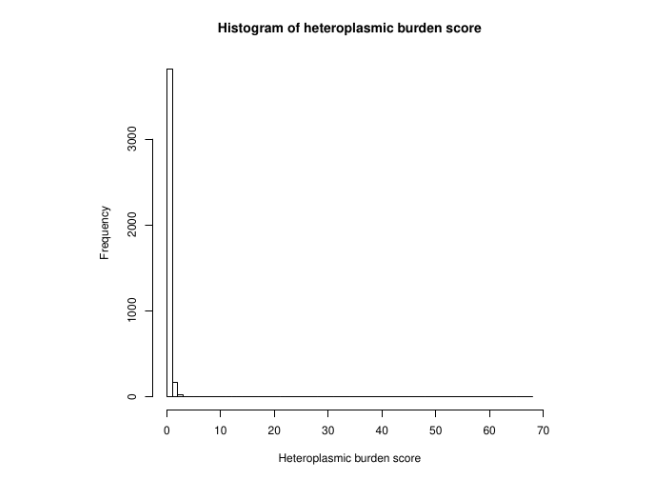 Histogram of heteroplasmic burden score
Frequency
3000
2000
1000
0
0 10 20 30 40 50 60 70
Heteroplasmic burden score